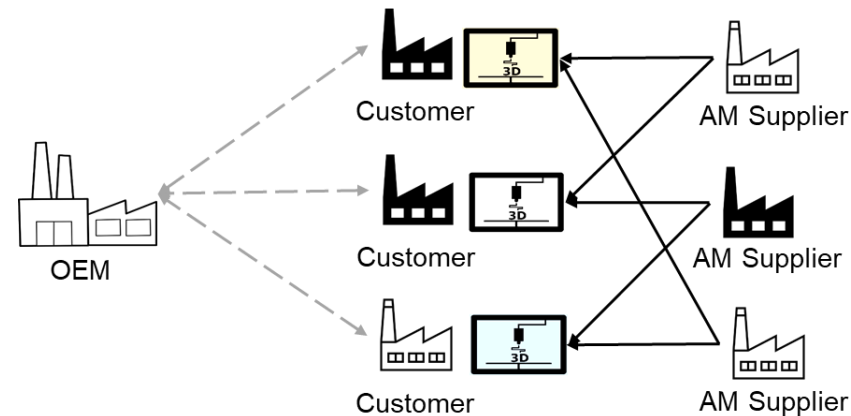 3D
Customer
AM Supplier
3D
OEM
Customer
AM Supplier
3D
Customer
AM Supplier